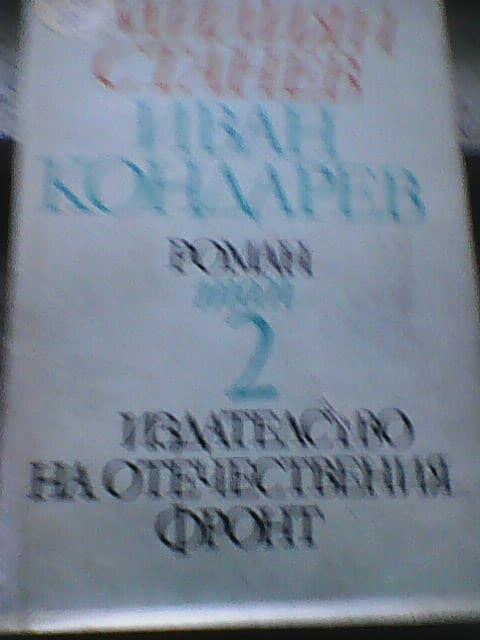 СТАНЕВ
ИВАН
КОНДАРЕВ
РОМАН
2
ИЗДАТЕЛСТВО
НА ОТЕЧЕСТВЕНИЯ
ФРОНТ